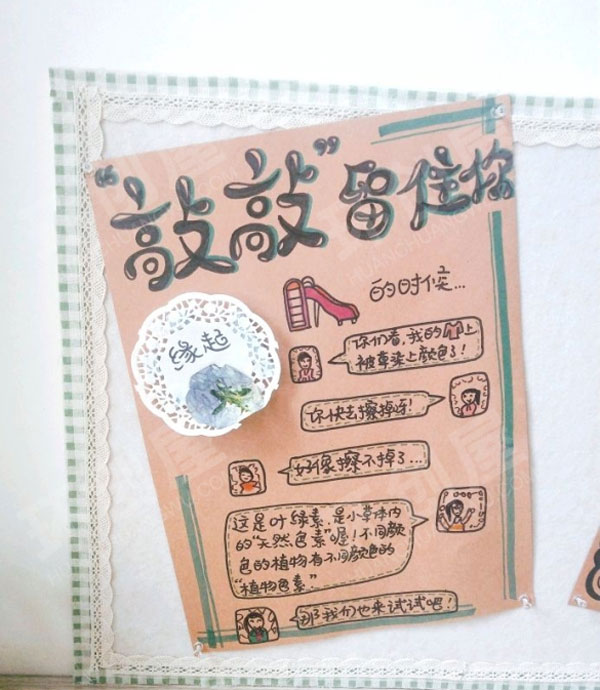 “敲敲”留住你
缘起
的时候...
你们看,我的上
被草染上颜色了!
你快去擦掉呀!
好像擦不掉了...
这是叶绿素.是小草体内
的“天然色素”喔!不同颜
色的植物有不同颜色的
“植物色素”
那我们也来试试吧!